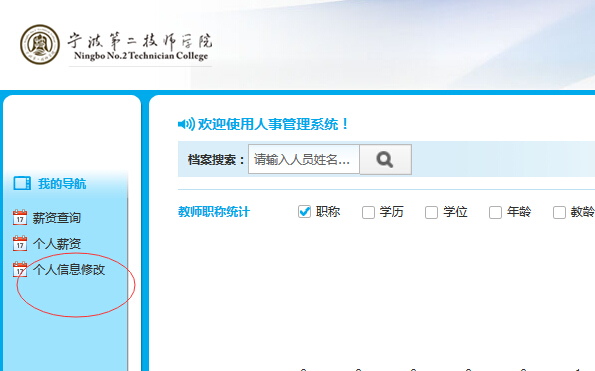 宁波第二技师学院
Ningbo No.2 Technician College
欢迎使用人事管理系统！
档案搜索：请输入人员姓名...
我的导航
教师职称统计 职称 学历 学位 年龄 教龄
17 薪资查询
17 个人薪资
17 个人信息修改